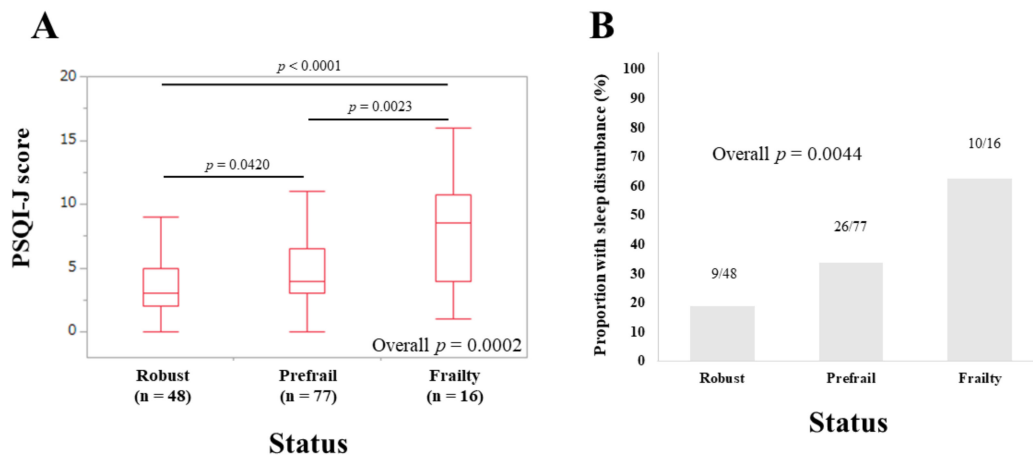 A
PSQI-J score
20
15
10
5
0
p < 0.0001
p = 0.0023
p = 0.0420
Overall p = 0.0002
Robust
(n = 48)
Prefrail
(n = 77)
Frailty
(n = 16)
Status
B
Proportion with sleep disturbance (%)
100
90
80
70
60
50
40
30
20
10
0
Overall p = 0.0044
9/48
26/77
10/16
Robust
Prefrail
Frailty
Status